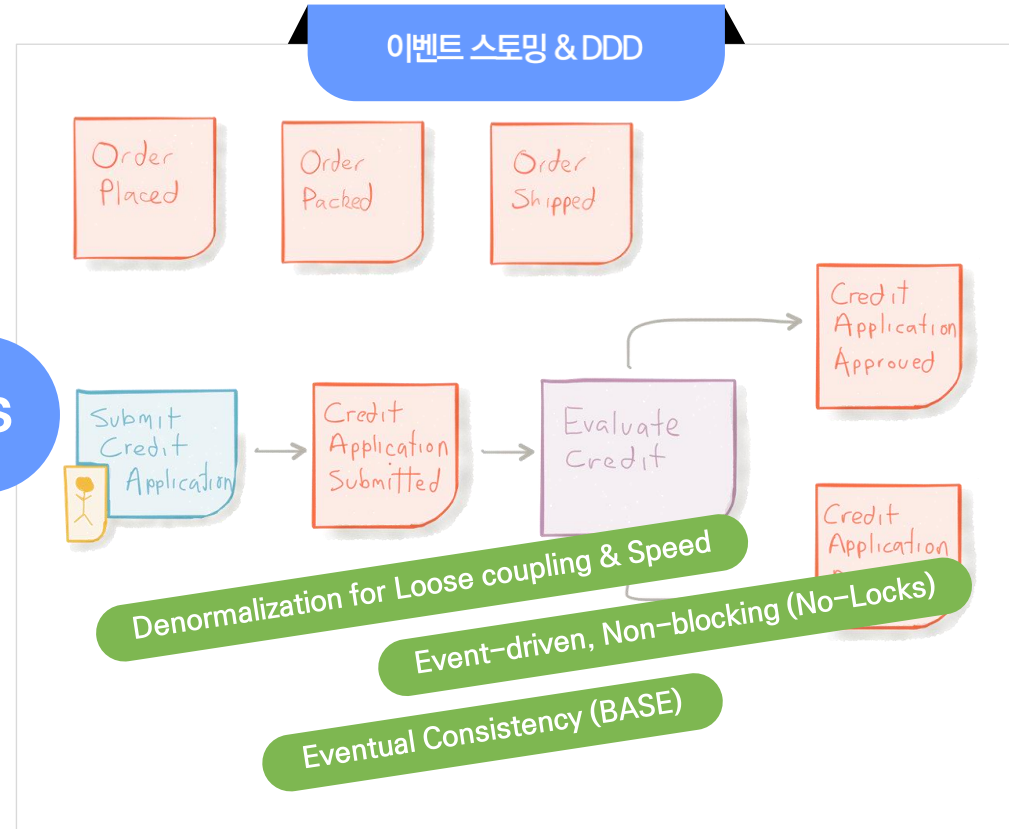 이벤트 스토밍 & DDD
Order
Placed
Order
Packed
Order
Shipped
Credit
Application
Approved
S
Submit
Credit
Application
Credit
Application
Submitted
Evaluate
Credit
Credit
Application
Denormalization for Loose coupling & Speed
Event-driven, Non-blocking (No-Locks)
Eventual Consistency (BASE)